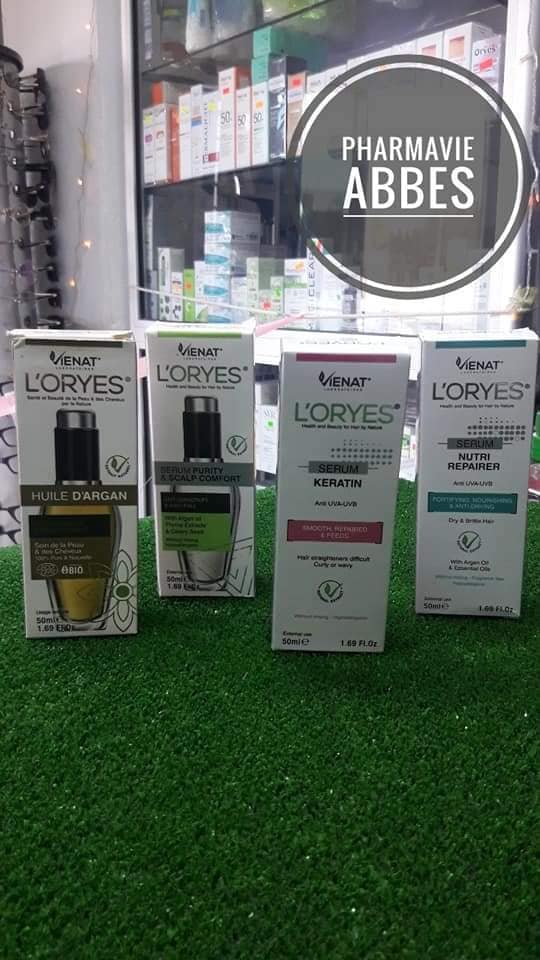 PHARMAVIE
ABBES
VIENAT
LABORATOIRES
L'ORYES
Santé et Beauté de la Peau & des Cheveux
par la Nature
HUILE D'ARGAN
Soin de la Peau
& des Cheveux
100% Pure & Naturelle
BIO
50ml
1.69 Fl.Oz
VIENAT
LABORATOIRES
L'ORYES
Health and Beauty for Hair by Nature
SERUM PURITY
& SCALP COMFORT
With Argan oil
50ml
1.69 Fl.Oz
VIENAT
LABORATOIRES
L'ORYES
Health and Beauty for Hair by Nature
SERUM
KERATIN
Anti UVA-UVB
SMOOTH, REPAIRED
& FEEDS
Hair straighteners difficult
Curly or wavy
External use
50ml e
1.69 Fl.Oz
VIENAT
LABORATOIRES
L'ORYES
Health and Beauty for Hair by Nature
SERUM
NUTRI
REPAIRER
Anti UVA-UVB
FORTIFYING, NOURISHING
& ANTI-DRYING
Dry & Brittle Hair
With Argan Oil
& Essential Oils
External use
50ml e
1.69 Fl.Oz